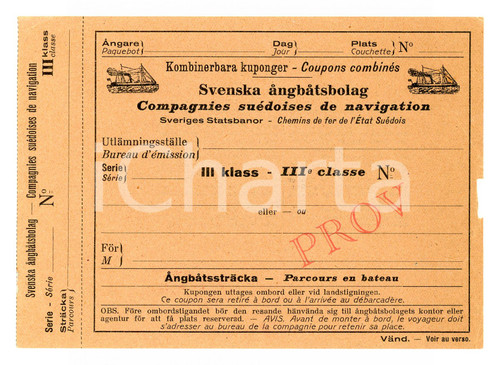 III klass
classe
Svenska ångbåtsbolag — Compagnies suédoises de navigation
Nº
Serie - Série
Sträcka
Parcours
Ångare
Paquebot
Dag
Jour
Plats
Couchette
Nº
Kombinerbara kuponger - Coupons combinés
Svenska ångbåtsbolag
Compagnies suédoises de navigation
Sveriges Statsbanor - Chemins de fer de l'État Suédois
Utlämningsställe
Bureau d'émission
Serie
Série
III klass - IIIe classe Nº
eller — ou
PROV
För
M
Ångbåtssträcka — Parcours en bateau
Kupongen uttages ombord eller vid landstigningen.
Ce coupon sera retiré à bord ou à l'arrivée au débarcadère.
OBS. Före ombordstigandet bör den resande hänvända sig till ångbåtsbolagets kontor eller
agentur för att få plats reserverad. — AVIS. Avant de monter à bord, le voyageur doit
s'adresser au bureau de la compagnie pour retenir sa place.
Vänd. — Voir au verso.
iCharta